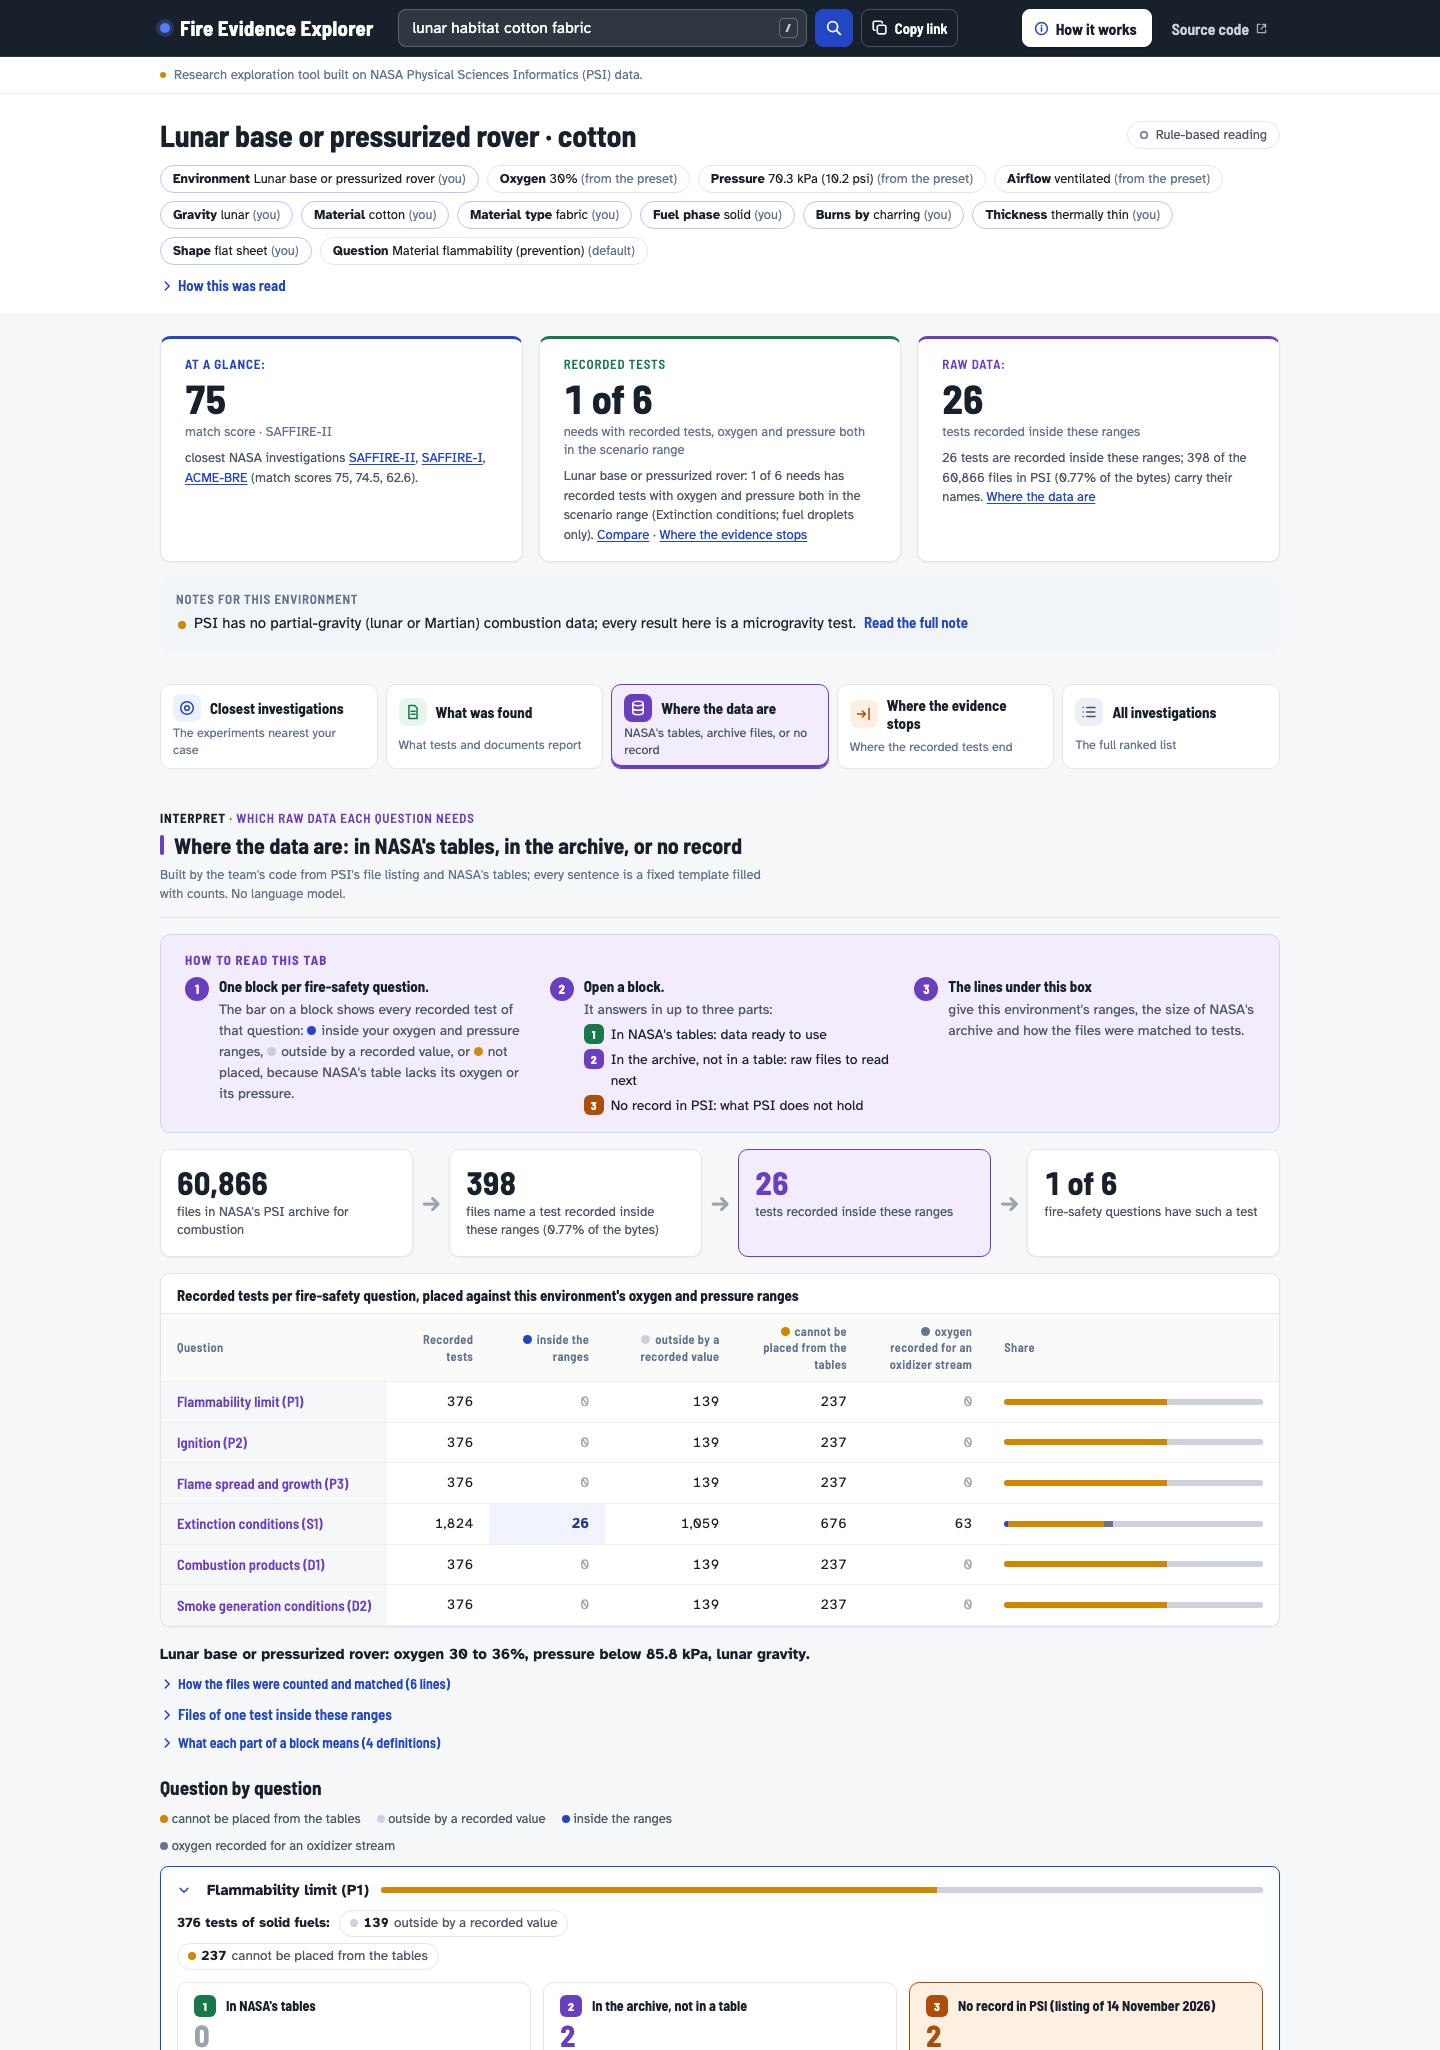 Fire Evidence Explorer
lunar habitat cotton fabric
/
Copy link
How it works
Source code
Research exploration tool built on NASA Physical Sciences Informatics (PSI) data.
Lunar base or pressurized rover · cotton
Rule-based reading
Environment Lunar base or pressurized rover (you)
Oxygen 30% (from the preset)
Pressure 70.3 kPa (10.2 psi) (from the preset)
Airflow ventilated (from the preset)
Gravity lunar (you)
Material cotton (you)
Material type fabric (you)
Fuel phase solid (you)
Burns by charring (you)
Thickness thermally thin (you)
Shape flat sheet (you)
Question Material flammability (prevention) (default)
How this was read
AT A GLANCE:
75
match score · SAFFIRE-II
closest NASA investigations SAFFIRE-II, SAFFIRE-I,
ACME-BRE (match scores 75, 74.5, 62.6).
RECORDED TESTS
1 of 6
needs with recorded tests, oxygen and pressure both
in the scenario range
Lunar base or pressurized rover: 1 of 6 needs has
recorded tests with oxygen and pressure both in the
scenario range (Extinction conditions; fuel droplets
only). Compare · Where the evidence stops
RAW DATA:
26
tests recorded inside these ranges
26 tests are recorded inside these ranges; 398 of the
60,866 files in PSI (0.77% of the bytes) carry their
names. Where the data are
NOTES FOR THIS ENVIRONMENT
PSI has no partial-gravity (lunar or Martian) combustion data; every result here is a microgravity test. Read the full note
Closest investigations
The experiments nearest your
case
What was found
What tests and documents report
Where the data are
NASA's tables, archive files, or no
record
Where the evidence
stops
Where the recorded tests end
All investigations
The full ranked list
INTERPRET · WHICH RAW DATA EACH QUESTION NEEDS
Where the data are: in NASA's tables, in the archive, or no record
Built by the team's code from PSI's file listing and NASA's tables; every sentence is a fixed template filled
with counts. No language model.
HOW TO READ THIS TAB
1 One block per fire-safety question.
The bar on a block shows every recorded test of
that question: inside your oxygen and pressure
ranges, outside by a recorded value, or not
placed, because NASA's table lacks its oxygen or
its pressure.
2 Open a block.
It answers in up to three parts:
1 In NASA's tables: data ready to use
2 In the archive, not in a table: raw files to read
next
3 No record in PSI: what PSI does not hold
3 The lines under this box
give this environment's ranges, the size of NASA's
archive and how the files were matched to tests.
60,866
files in NASA's PSI archive for
combustion
398
files name a test recorded inside
these ranges (0.77% of the bytes)
26
tests recorded inside these ranges
1 of 6
fire-safety questions have such a test
Recorded tests per fire-safety question, placed against this environment's oxygen and pressure ranges
Question
Recorded
tests
inside the
ranges
outside by a
recorded value
cannot be
placed from the
tables
oxygen
recorded for an
oxidizer stream
Share
Flammability limit (P1) 376 0 139 237 0
Ignition (P2) 376 0 139 237 0
Flame spread and growth (P3) 376 0 139 237 0
Extinction conditions (S1) 1,824 26 1,059 676 63
Combustion products (D1) 376 0 139 237 0
Smoke generation conditions (D2) 376 0 139 237 0
Lunar base or pressurized rover: oxygen 30 to 36%, pressure below 85.8 kPa, lunar gravity.
How the files were counted and matched (6 lines)
Files of one test inside these ranges
What each part of a block means (4 definitions)
Question by question
cannot be placed from the tables
outside by a recorded value
inside the ranges
oxygen recorded for an oxidizer stream
Flammability limit (P1)
376 tests of solid fuels: 139 outside by a recorded value
237 cannot be placed from the tables
1 In NASA's tables
0
2 In the archive, not in a table
2
3 No record in PSI (listing of 14 November 2026)
2